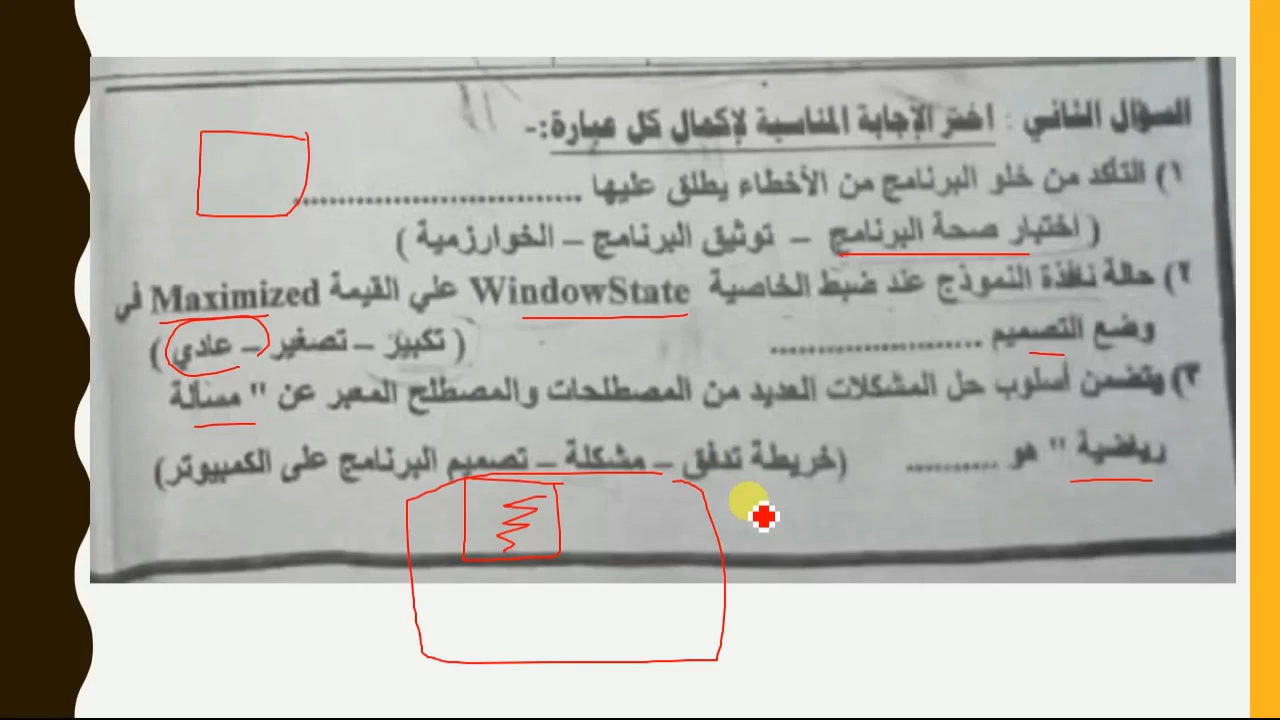 السؤال الثاني : اختر الإجابة المناسبة لإكمال كل عبارة :-
١) التأكد من خلو البرنامج من الأخطاء يطلق عليها ..............................
( اختبار صحة البرنامج – توثيق البرنامج – الخوارزمية )
٢) حالة نافذة النموذج عند ضبط الخاصية WindowState علي القيمة Maximized في
وضع التصميم ...................... ( تكبير – تصغير – عادي )
٣) يتضمن أسلوب حل المشكلات العديد من المصطلحات والمصطلح المعبر عن " مسألة
رياضية " هو .......... (خريطة تدفق – مشكلة – تصميم البرنامج على الكمبيوتر)